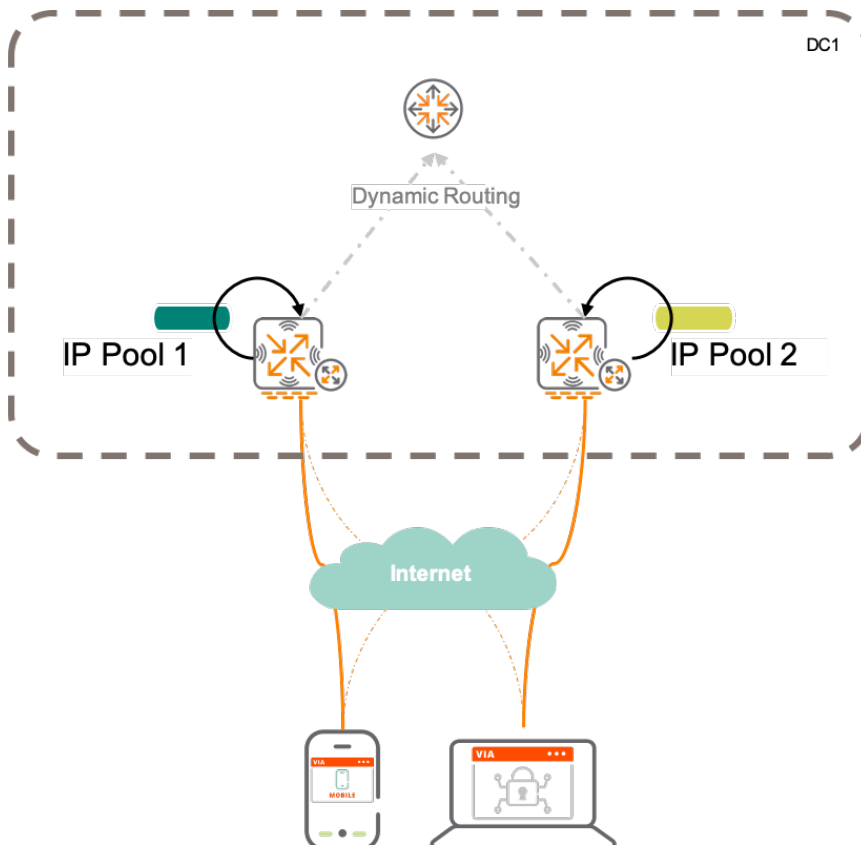 DC1
Dynamic Routing
IP Pool 1
IP Pool 2
Internet
VIA
MOBILE
VIA